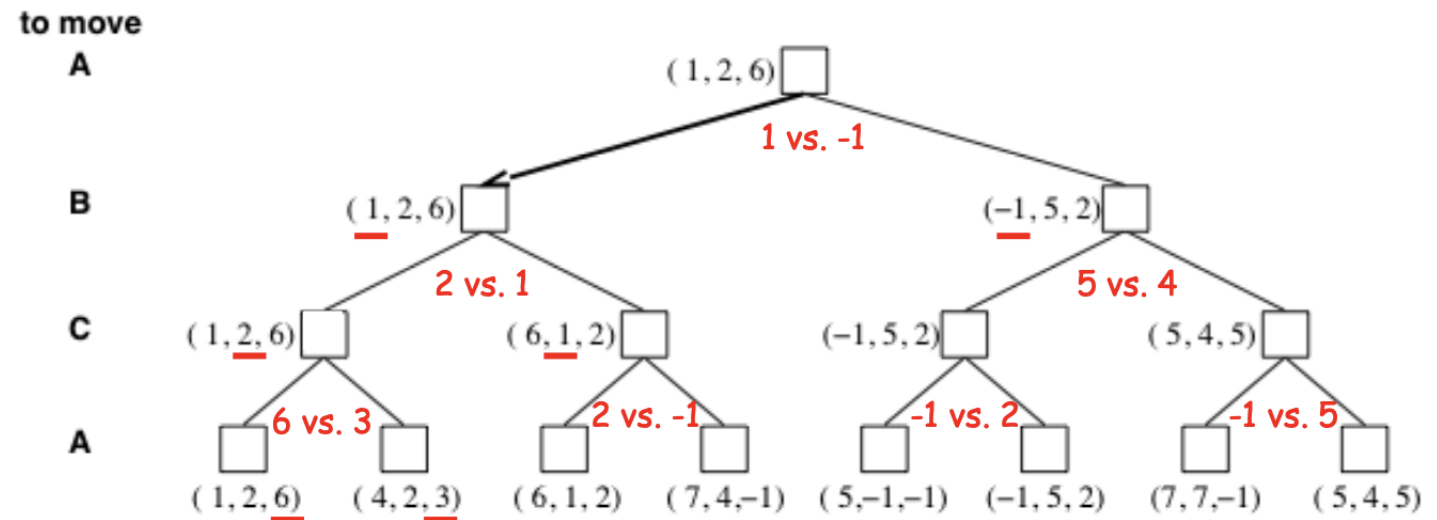 to move
A
( 1, 2, 6)
1 vs. -1
B
( 1, 2, 6)
(−1, 5, 2)
2 vs. 1
5 vs. 4
C
( 1, 2, 6)
( 6, 1, 2)
(−1, 5, 2)
( 5, 4, 5)
6 vs. 3
2 vs. -1
-1 vs. 2
-1 vs. 5
A
( 1, 2, 6)
( 4, 2, 3)
( 6, 1, 2)
( 7, 4,−1)
( 5,−1,−1)
(−1, 5, 2)
(7, 7,−1)
( 5, 4, 5)